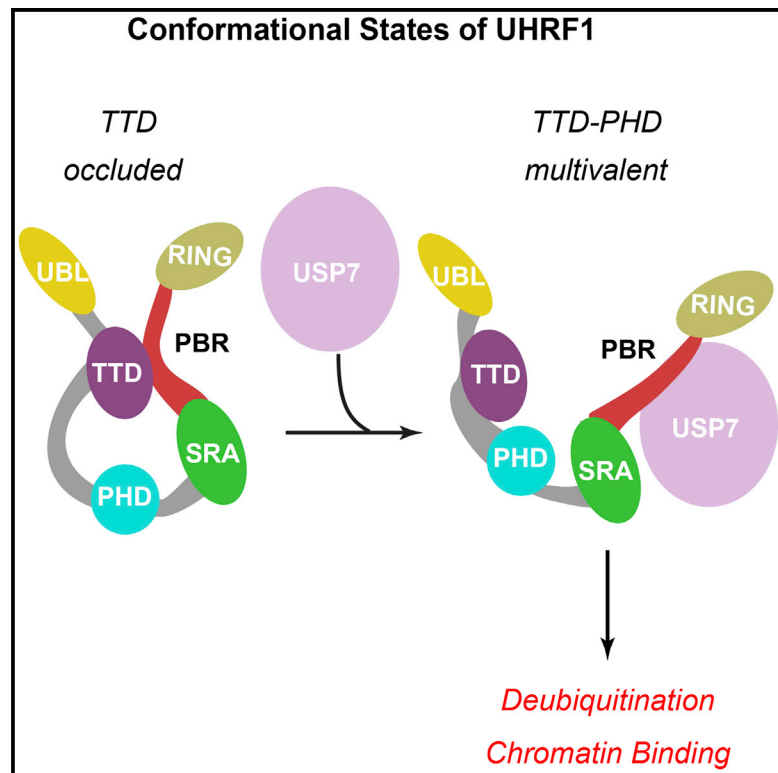 Conformational States of UHRF1
TTD
occluded
TTD-PHD
multivalent
UBL
RING
PBR
TTD
SRA
PHD
USP7
UBL
RING
PBR
TTD
USP7
PHD
SRA
Deubiquitination
Chromatin Binding